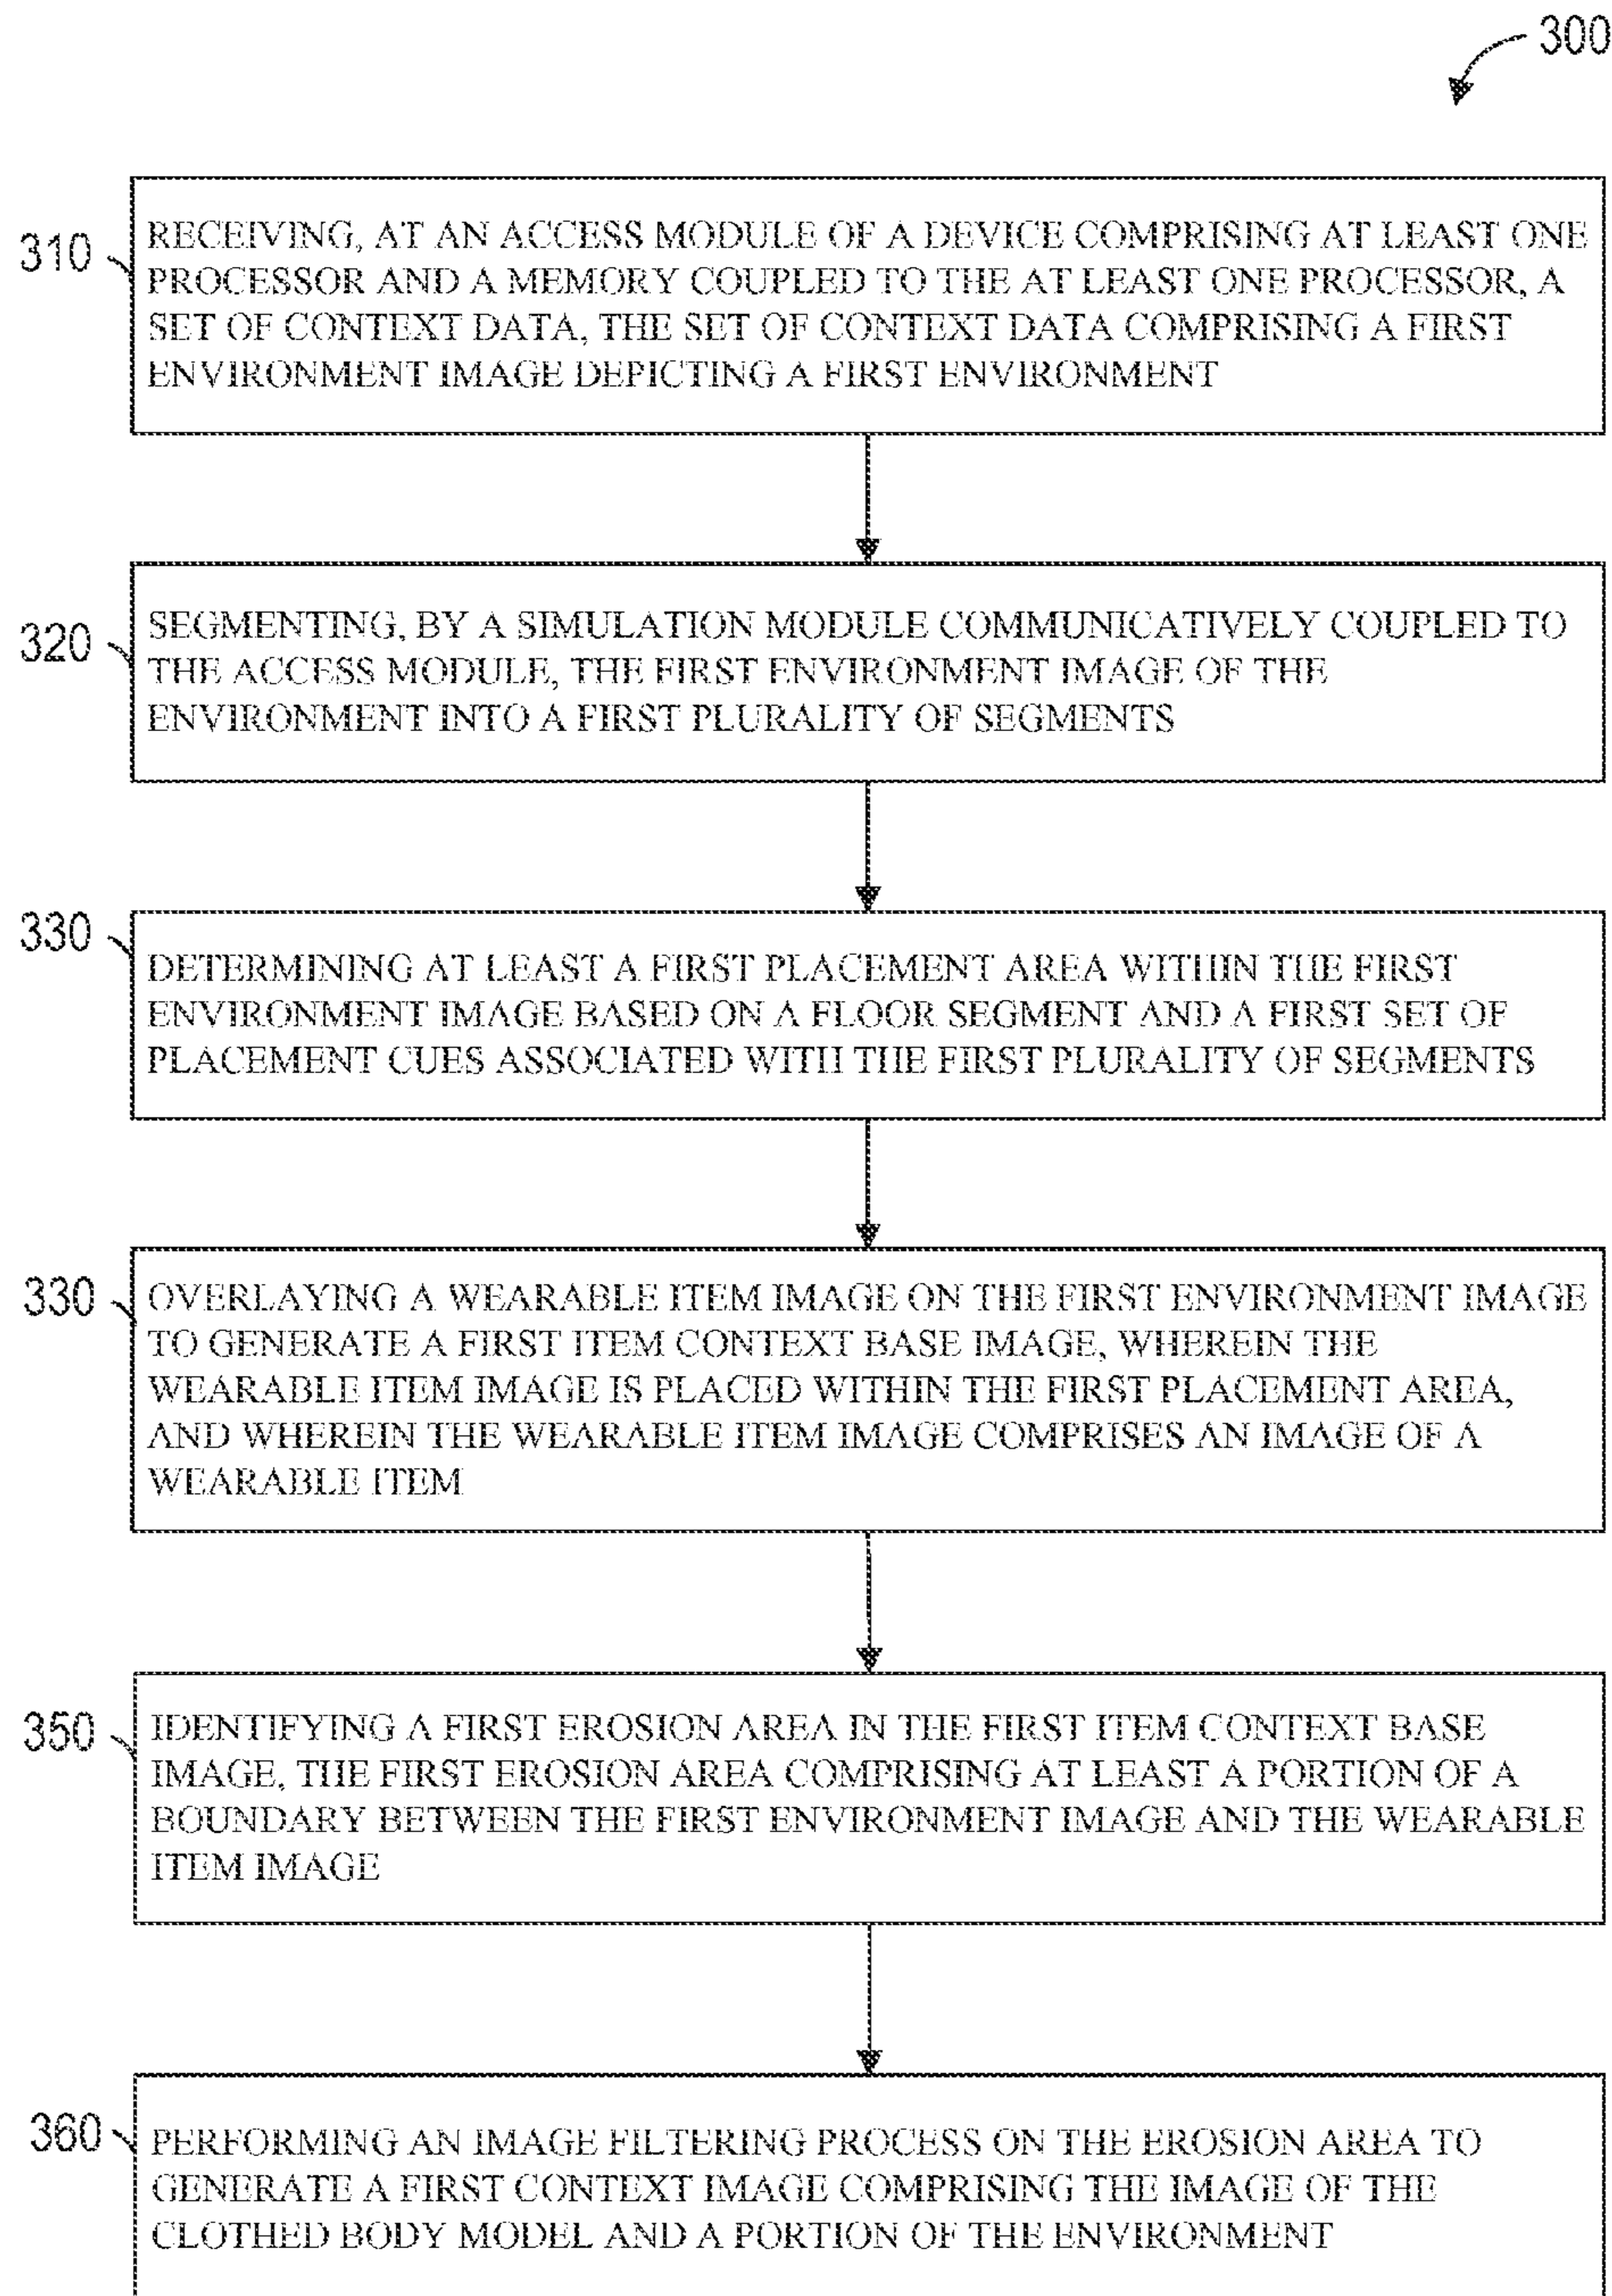 300
310
RECEIVING, AT AN ACCESS MODULE OF A DEVICE COMPRISING AT LEAST ONE
PROCESSOR AND A MEMORY COUPLED TO THE AT LEAST ONE PROCESSOR, A
SET OF CONTEXT DATA, THE SET OF CONTEXT DATA COMPRISING A FIRST
ENVIRONMENT IMAGE DEPICTING A FIRST ENVIRONMENT
320
SEGMENTING, BY A SIMULATION MODULE COMMUNICATIVELY COUPLED TO
THE ACCESS MODULE, THE FIRST ENVIRONMENT IMAGE OF THE
ENVIRONMENT INTO A FIRST PLURALITY OF SEGMENTS
330
DETERMINING AT LEAST A FIRST PLACEMENT AREA WITHIN THE FIRST
ENVIRONMENT IMAGE BASED ON A FLOOR SEGMENT AND A FIRST SET OF
PLACEMENT CUES ASSOCIATED WITH THE FIRST PLURALITY OF SEGMENTS
330
OVERLAYING A WEARABLE ITEM IMAGE ON THE FIRST ENVIRONMENT IMAGE
TO GENERATE A FIRST ITEM CONTEXT BASE IMAGE, WHEREIN THE
WEARABLE ITEM IMAGE IS PLACED WITHIN THE FIRST PLACEMENT AREA,
AND WHEREIN THE WEARABLE ITEM IMAGE COMPRISES AN IMAGE OF A
WEARABLE ITEM
350
IDENTIFYING A FIRST EROSION AREA IN THE FIRST ITEM CONTEXT BASE
IMAGE, THE FIRST EROSION AREA COMPRISING AT LEAST A PORTION OF A
BOUNDARY BETWEEN THE FIRST ENVIRONMENT IMAGE AND THE WEARABLE
ITEM IMAGE
360
PERFORMING AN IMAGE FILTERING PROCESS ON THE EROSION AREA TO
GENERATE A FIRST CONTEXT IMAGE COMPRISING THE IMAGE OF THE
CLOTHED BODY MODEL AND A PORTION OF THE ENVIRONMENT